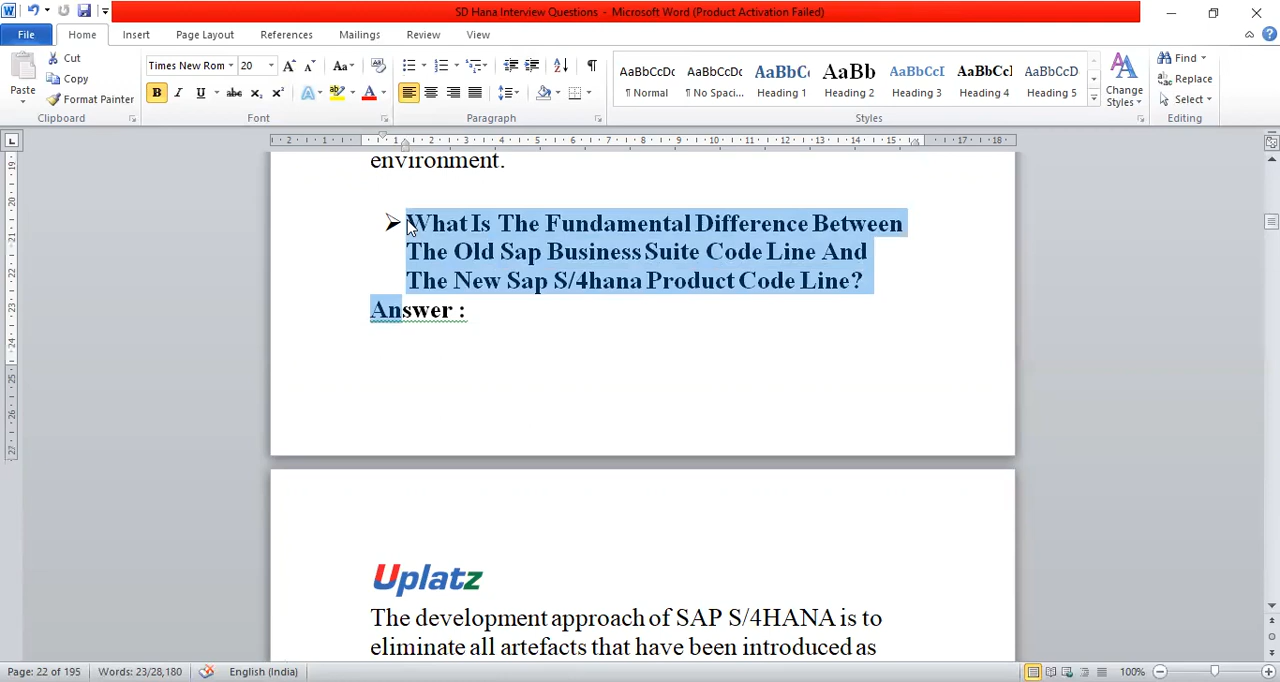 SD Hana Interview Questions - Microsoft Word (Product Activation Failed)
File Home Insert Page Layout References Mailings Review View
Paste
Cut
Copy
Format Painter
Clipboard
Times New Rom 20
Font
Paragraph
AaBbCcDc AaBbCcDc AaBbC AaBb AaBbCcI AaBbCcI AaBbCcD
¶ Normal ¶ No Spaci... Heading 1 Heading 2 Heading 3 Heading 4 Heading 5
Styles
Change
Styles
Find
Replace
Select
Editing
environment.
➤ What Is The Fundamental Difference Between
The Old Sap Business Suite Code Line And
The New Sap S/4hana Product Code Line?
Answer :
Uplatz
The development approach of SAP S/4HANA is to
eliminate all artefacts that have been introduced as
Page: 22 of 195 Words: 23/28,180 English (India) 100%